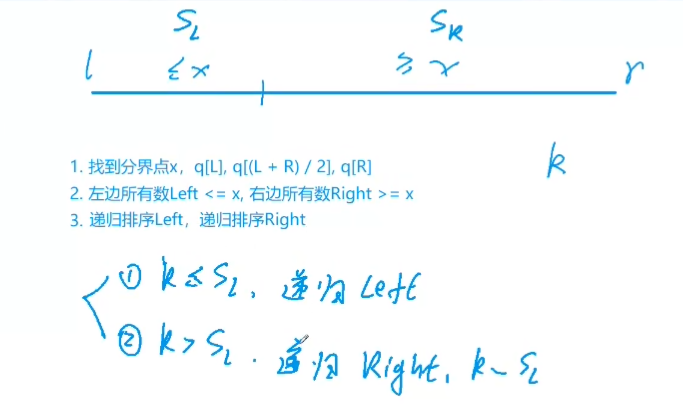 S_L S_R
l ≤ x ≥ x r
k
1. 找到分界点x，q[L], q[(L + R) / 2], q[R]
2. 左边所有数Left <= x, 右边所有数Right >= x
3. 递归排序Left，递归排序Right
① k ≤ S_L, 递归 Left
② k > S_L. 递归 Right, k - S_L